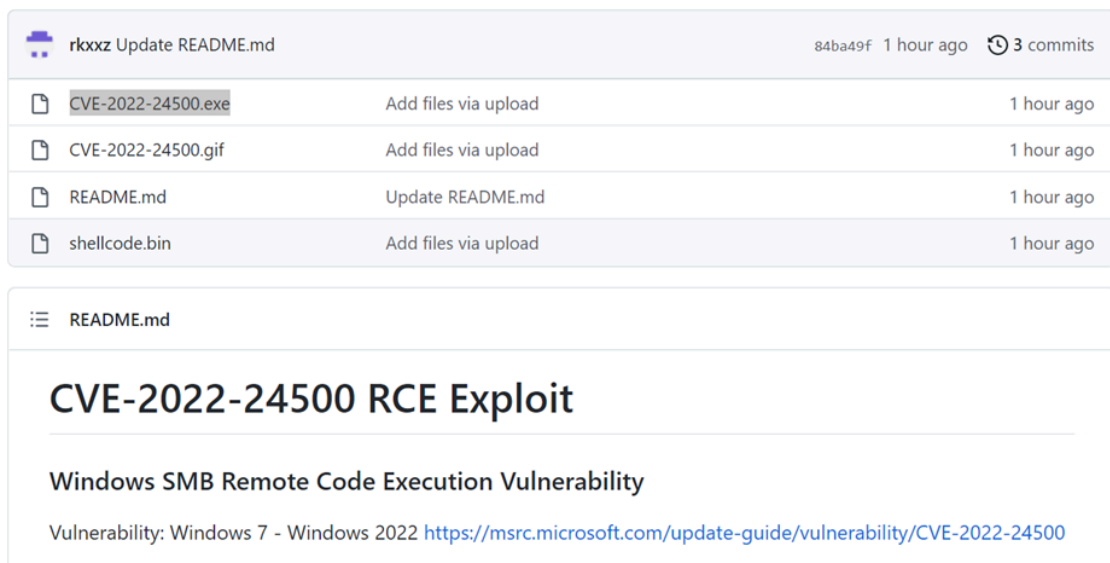 rkxxz Update README.md 84ba49f 1 hour ago 3 commits
CVE-2022-24500.exe Add files via upload 1 hour ago
CVE-2022-24500.gif Add files via upload 1 hour ago
README.md Update README.md 1 hour ago
shellcode.bin Add files via upload 1 hour ago
README.md
CVE-2022-24500 RCE Exploit
Windows SMB Remote Code Execution Vulnerability
Vulnerability: Windows 7 - Windows 2022 https://msrc.microsoft.com/update-guide/vulnerability/CVE-2022-24500